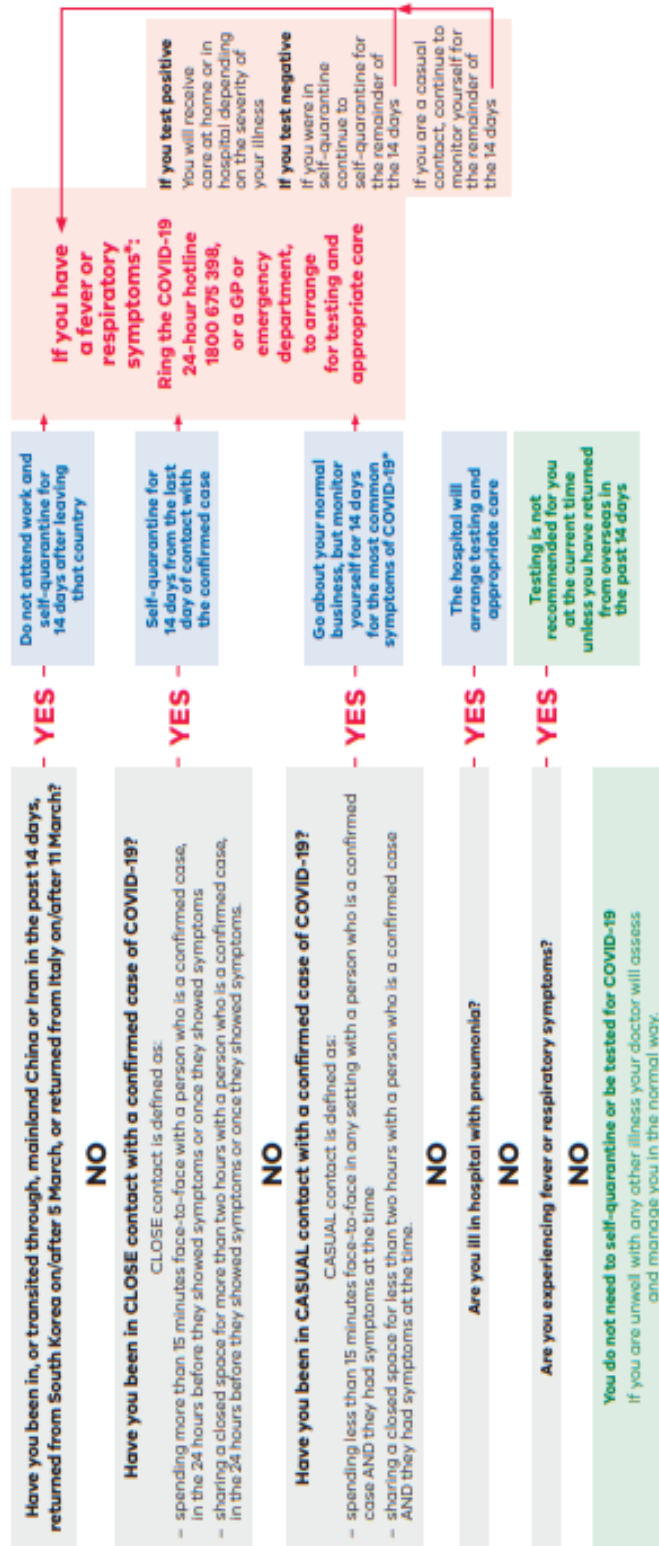 Have you been in, or transited through, mainland China or Iran in the past 14 days,
returned from South Korea on/after 5 March, or returned from Italy on/after 11 March?
YES
Do not attend work and
self-quarantine for
14 days after leaving
that country
NO
Have you been in CLOSE contact with a confirmed case of COVID-19?
CLOSE contact is defined as:
– spending more than 15 minutes face-to-face with a person who is a confirmed case,
in the 24 hours before they showed symptoms or once they showed symptoms
– sharing a closed space for more than two hours with a person who is a confirmed case,
in the 24 hours before they showed symptoms or once they showed symptoms.
YES
Self-quarantine for
14 days from the last
day of contact with
the confirmed case
NO
Have you been in CASUAL contact with a confirmed case of COVID-19?
CASUAL contact is defined as:
– spending less than 15 minutes face-to-face in any setting with a person who is a confirmed
case AND they had symptoms at the time
– sharing a closed space for less than two hours with a person who is a confirmed case
AND they had symptoms at the time.
YES
Go about your normal
business, but monitor
yourself for 14 days
for the most common
symptoms of COVID-19*
NO
Are you ill in hospital with pneumonia?
YES
The hospital will
arrange testing and
appropriate care
NO
Are you experiencing fever or respiratory symptoms?
YES
Testing is not
recommended for you
at the current time
unless you have returned
from overseas in
the past 14 days
NO
You do not need to self-quarantine or be tested for COVID-19
If you are unwell with any other illness your doctor will assess
and manage you in the normal way.
If you have
a fever or
respiratory
symptoms*:
Ring the COVID-19
24-hour hotline
1800 675 398,
or a GP or
emergency
department,
to arrange
for testing and
appropriate care
If you test positive
You will receive
care at home or in
hospital depending
on the severity of
your illness
If you test negative
If you were in
self-quarantine
continue to
self-quarantine for
the remainder of
the 14 days
If you are a casual
contact, continue to
monitor yourself for
the remainder of
the 14 days